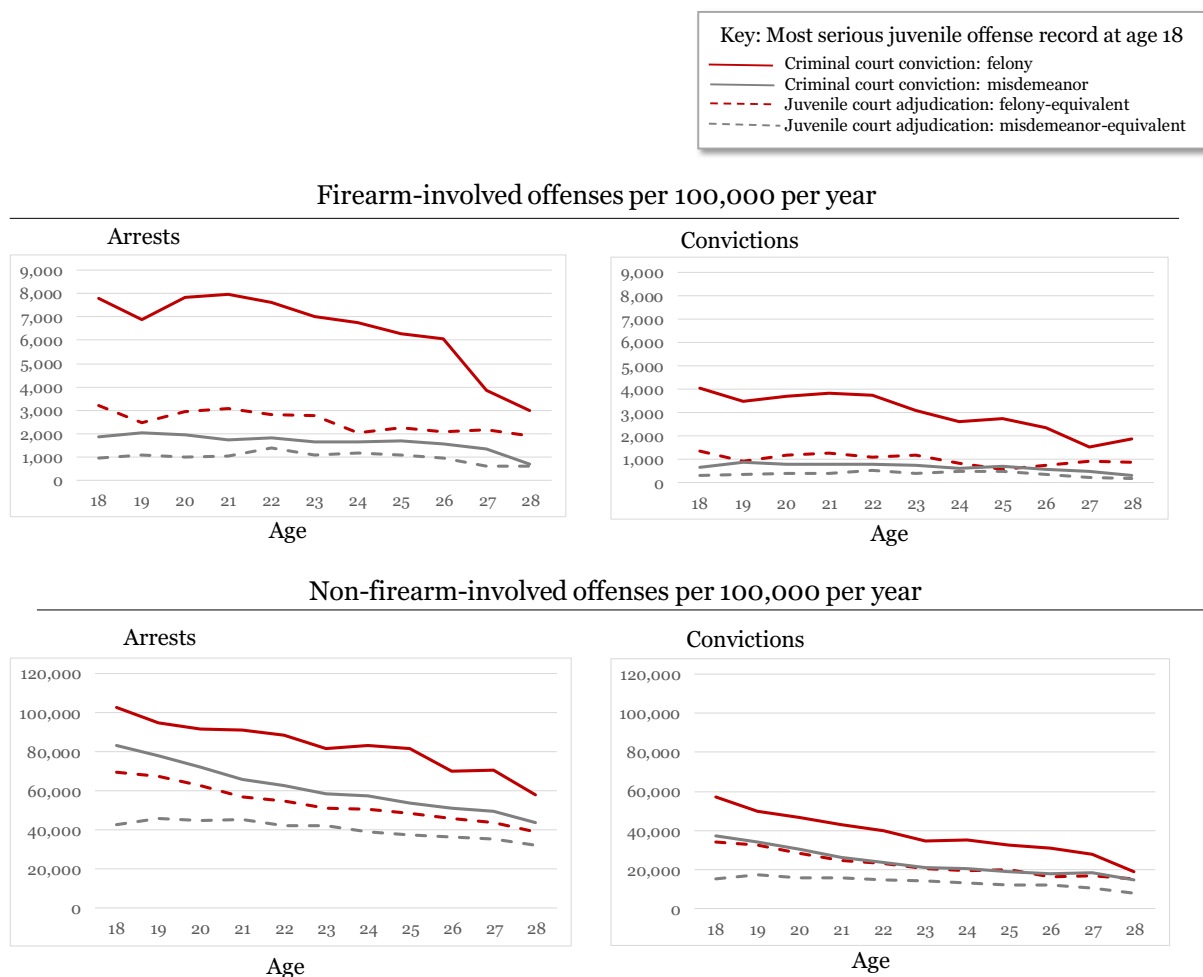 Key: Most serious juvenile offense record at age 18
Criminal court conviction: felony
Criminal court conviction: misdemeanor
Juvenile court adjudication: felony-equivalent
Juvenile court adjudication: misdemeanor-equivalent
Firearm-involved offenses per 100,000 per year
Arrests
9,000
8,000
7,000
6,000
5,000
4,000
3,000
2,000
1,000
0
18 19 20 21 22 23 24 25 26 27 28
Age
Convictions
9,000
8,000
7,000
6,000
5,000
4,000
3,000
2,000
1,000
0
18 19 20 21 22 23 24 25 26 27 28
Age
Non-firearm-involved offenses per 100,000 per year
Arrests
120,000
100,000
80,000
60,000
40,000
20,000
0
18 19 20 21 22 23 24 25 26 27 28
Age
Convictions
120,000
100,000
80,000
60,000
40,000
20,000
0
18 19 20 21 22 23 24 25 26 27 28
Age